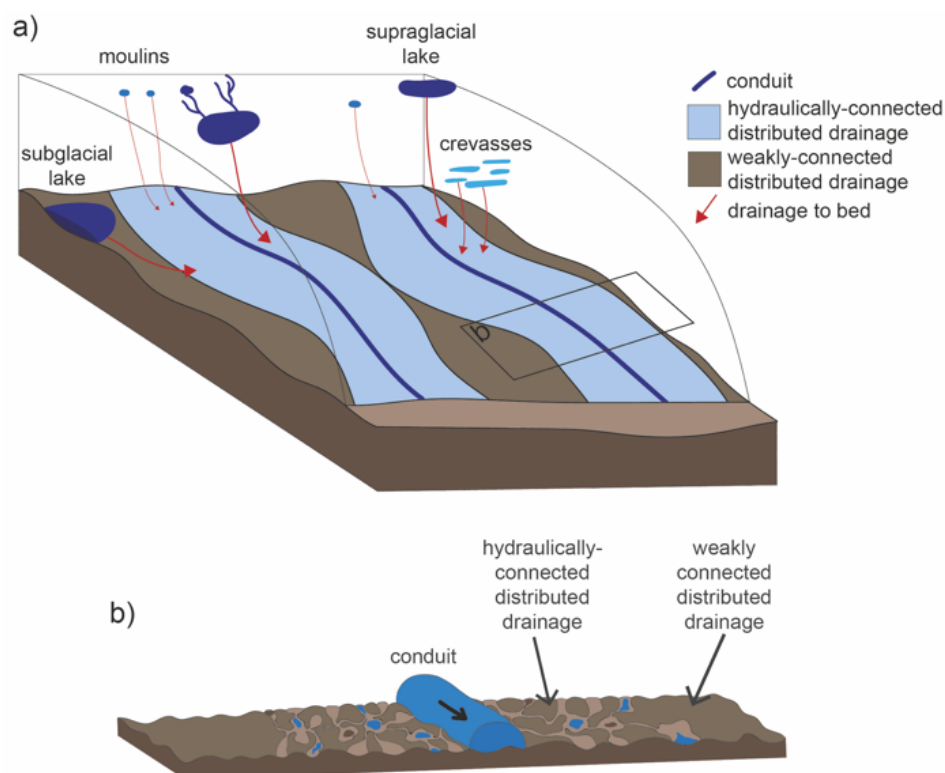 a)
moulins
supraglacial
lake
conduit
hydraulically-connected
distributed drainage
weakly-connected
distributed drainage
drainage to bed
subglacial
lake
crevasses
b
b)
conduit
hydraulically-
connected
distributed
drainage
weakly
connected
distributed
drainage